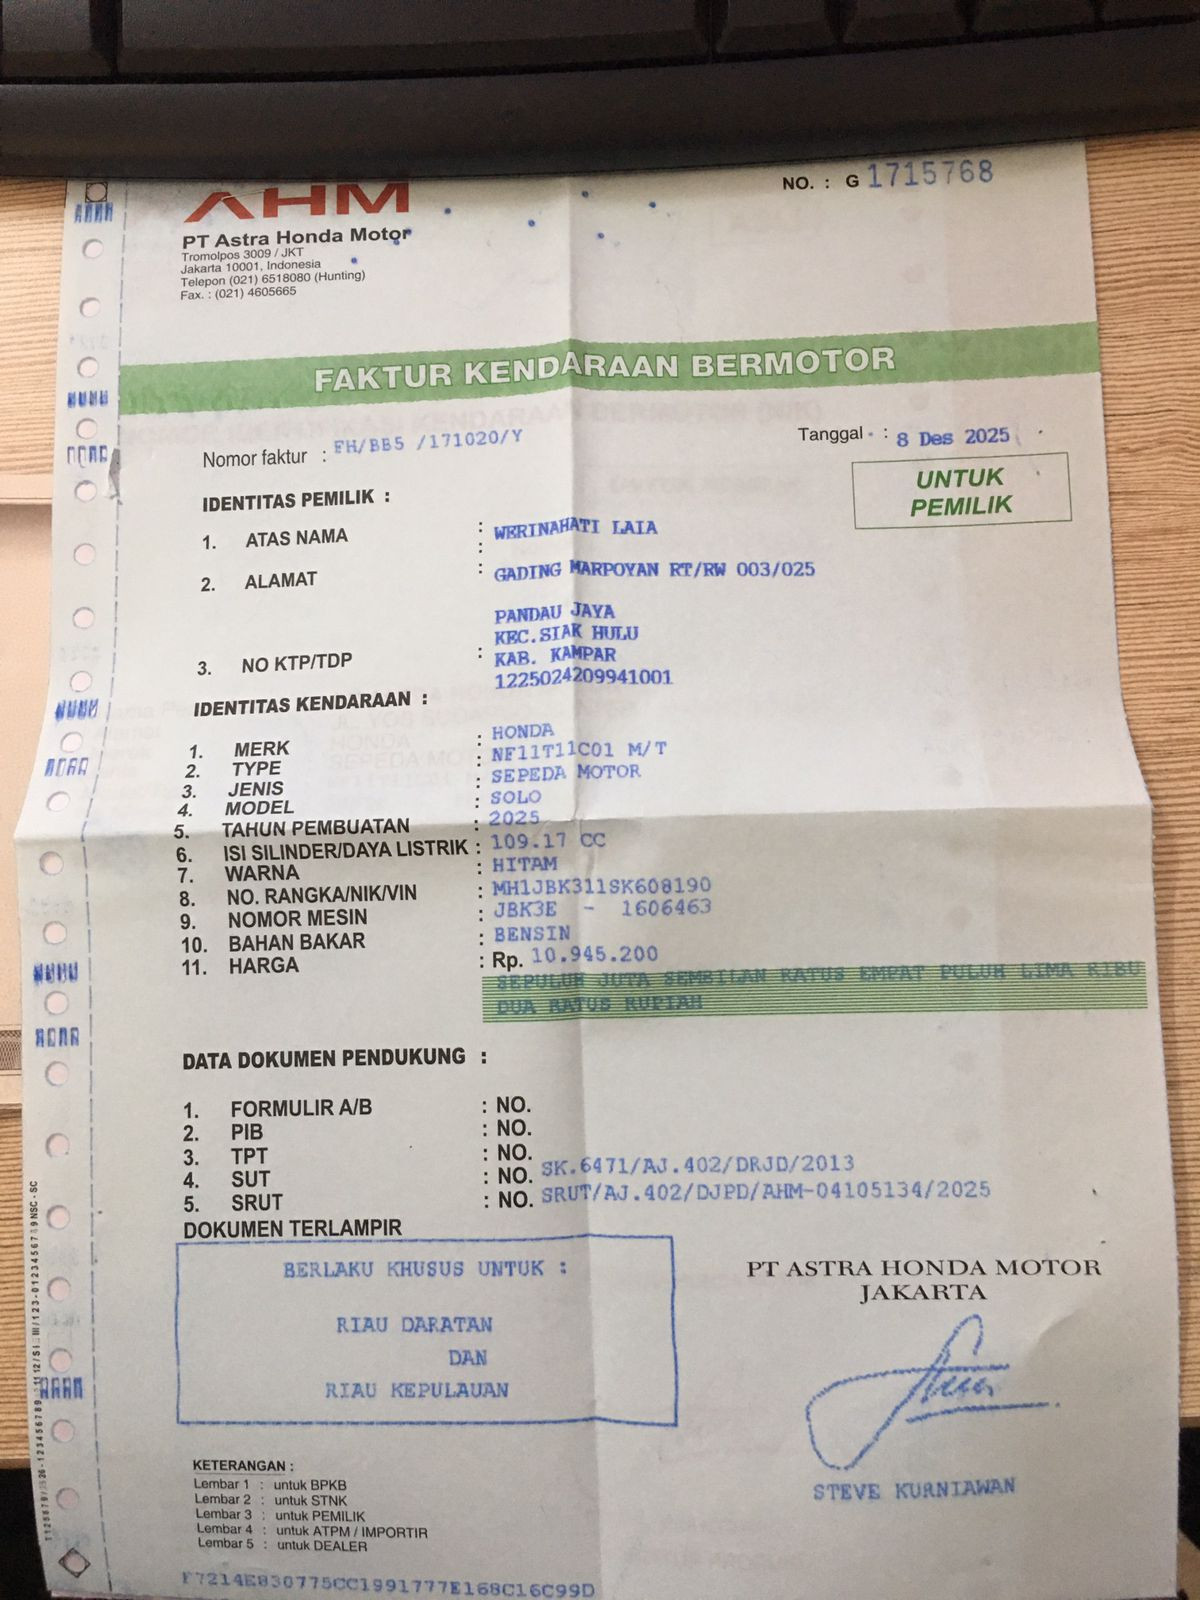 NO. : G 1715768
AHM
PT Astra Honda Motor
Tromolpos 3009 / JKT
Jakarta 10001, Indonesia
Telepon (021) 6518080 (Hunting)
Fax. : (021) 4605665
FAKTUR KENDARAAN BERMOTOR
Nomor faktur : FH/BB5 /171020/Y
Tanggal : 8 Des 2025
UNTUK
PEMILIK
IDENTITAS PEMILIK :
1. ATAS NAMA : WERINAHATI LAIA
2. ALAMAT : GADING MARPOYAN RT/RW 003/025
PANDAU JAYA
KEC.SIAK HULU
KAB. KAMPAR
3. NO KTP/TDP : 1225024209941001
IDENTITAS KENDARAAN :
1. MERK : HONDA
2. TYPE : NF11T11C01 M/T
3. JENIS : SEPEDA MOTOR
4. MODEL : SOLO
5. TAHUN PEMBUATAN : 2025
6. ISI SILINDER/DAYA LISTRIK : 109.17 CC
7. WARNA : HITAM
8. NO. RANGKA/NIK/VIN : MH1JBK311SK608190
9. NOMOR MESIN : JBK3E - 1606463
10. BAHAN BAKAR : BENSIN
11. HARGA : Rp. 10.945.200
SEPULUH JUTA SEMBILAN RATUS EMPAT PULUH LIMA RIBU
DUA RATUS RUPIAH
DATA DOKUMEN PENDUKUNG :
1. FORMULIR A/B : NO.
2. PIB : NO.
3. TPT : NO.
4. SUT : NO. SK.6471/AJ.402/DRJD/2013
5. SRUT : NO. SRUT/AJ.402/DJPD/AHM-04105134/2025
DOKUMEN TERLAMPIR
BERLAKU KHUSUS UNTUK :
RIAU DARATAN
DAN
RIAU KEPULAUAN
PT ASTRA HONDA MOTOR
JAKARTA
STEVE KURNIAWAN
KETERANGAN :
Lembar 1 : untuk BPKB
Lembar 2 : untuk STNK
Lembar 3 : untuk PEMILIK
Lembar 4 : untuk ATPM / IMPORTIR
Lembar 5 : untuk DEALER
F7214E830775CC1991777E168C16C99D